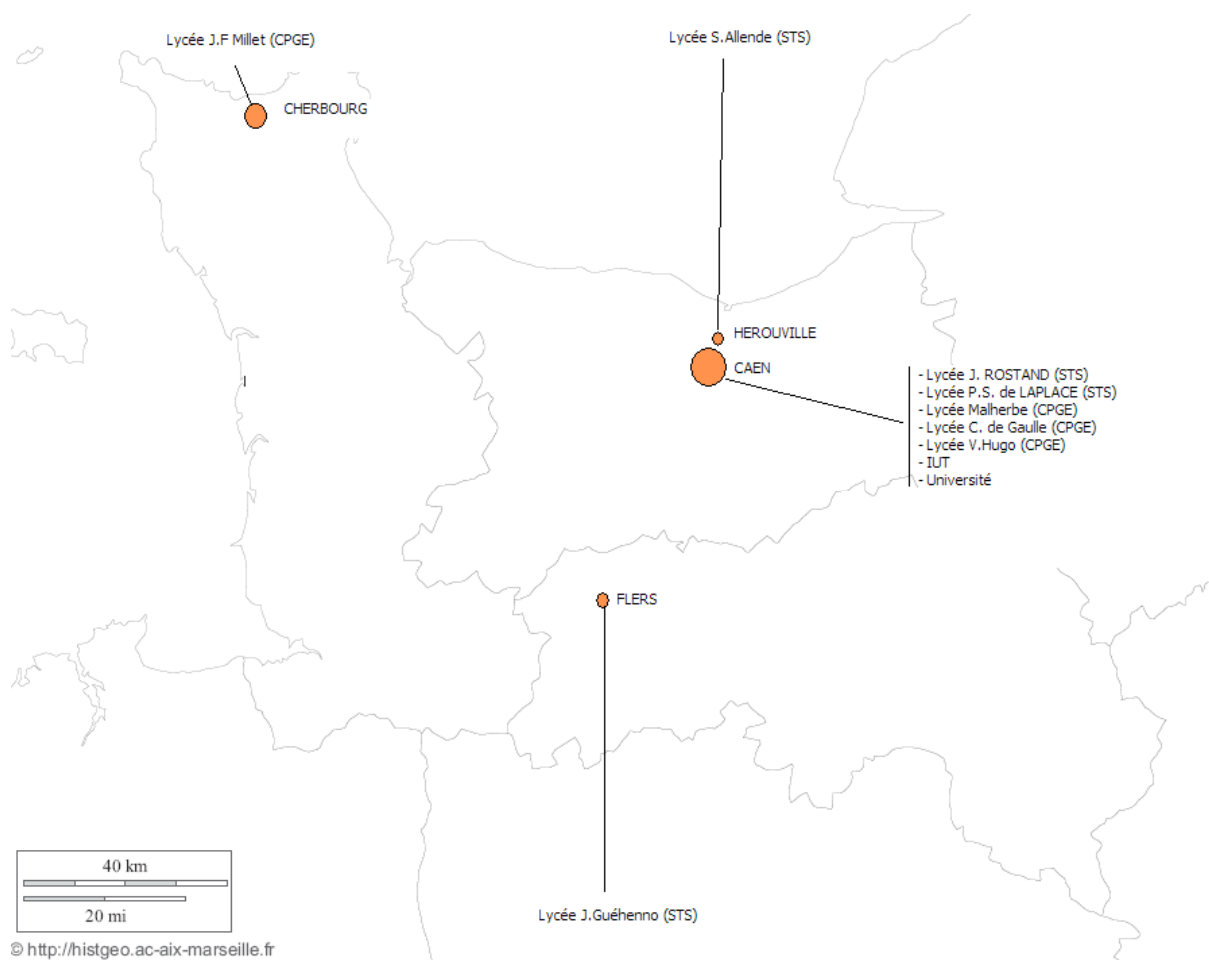 Lycée J.F Millet (CPGE)
Lycée S.Allende (STS)
CHERBOURG
HEROUVILLE
CAEN
- Lycée J. ROSTAND (STS)
- Lycée P.S. de LAPLACE (STS)
- Lycée Malherbe (CPGE)
- Lycée C. de Gaulle (CPGE)
- Lycée V.Hugo (CPGE)
- IUT
- Université
FLERS
40 km
20 mi
Lycée J.Guéhenno (STS)
© http://histgeo.ac-aix-marseille.fr